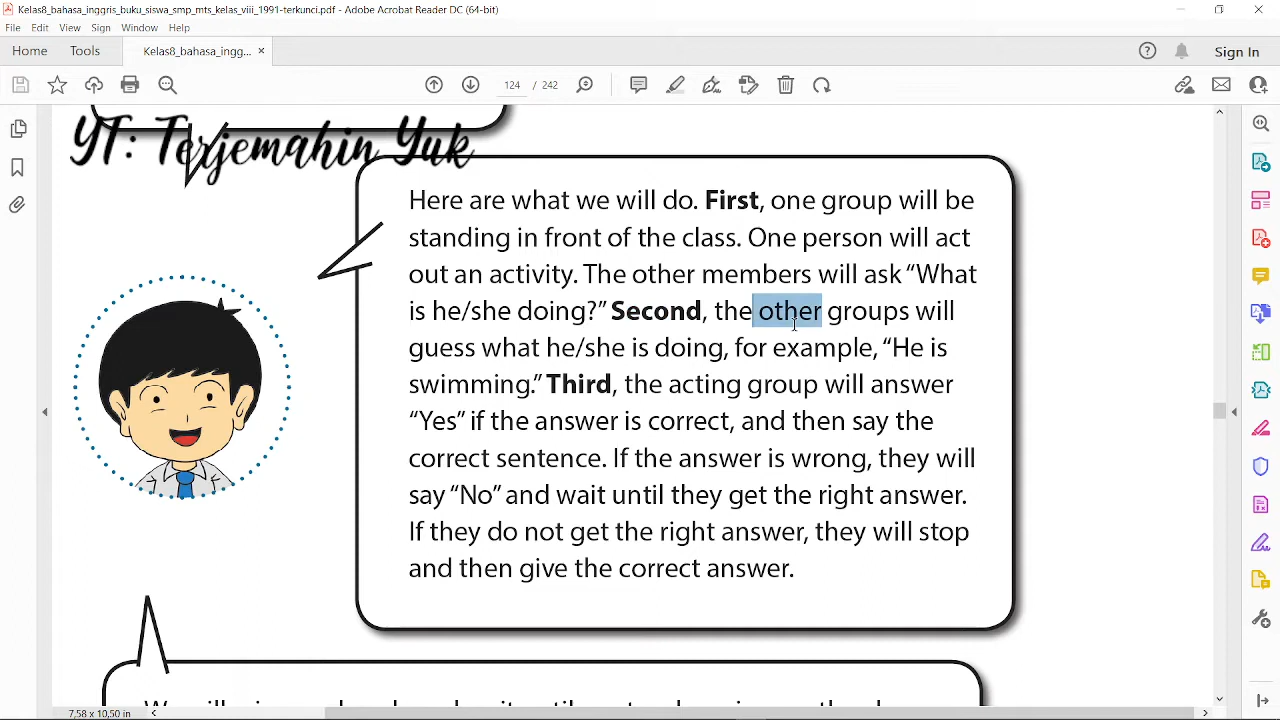 Kelas8_bahasa_inggris_buku_siswa_smp_mts_kelas_viii_1991-terkunci.pdf - Adobe Acrobat Reader DC (64-bit)
File Edit View Sign Window Help
Home Tools Kelas8_bahasa_ingg... × Sign In
124 / 242
YT: Terjemahin Yuk
Here are what we will do. First, one group will be
standing in front of the class. One person will act
out an activity. The other members will ask “What
is he/she doing?” Second, the other groups will
guess what he/she is doing, for example, “He is
swimming.” Third, the acting group will answer
“Yes” if the answer is correct, and then say the
correct sentence. If the answer is wrong, they will
say “No” and wait until they get the right answer.
If they do not get the right answer, they will stop
and then give the correct answer.
7,58 x 10,50 in